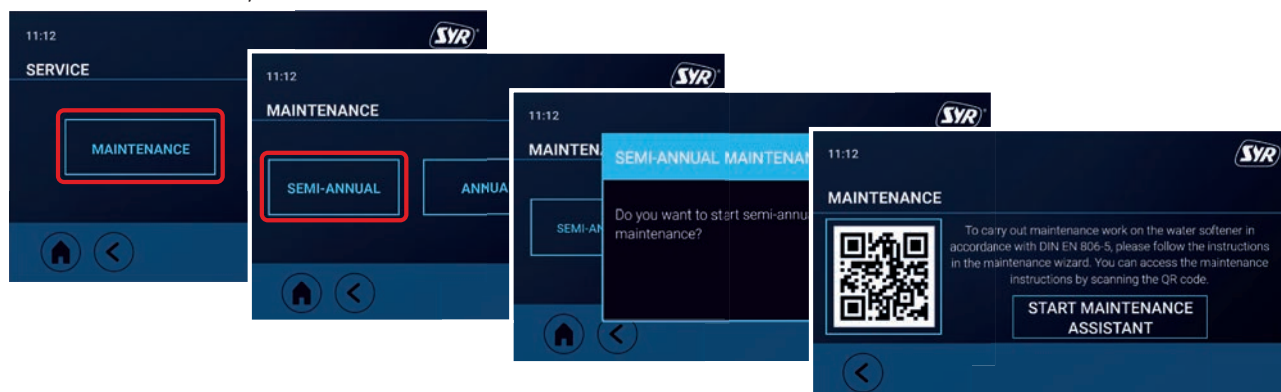 11:12
SYR
SERVICE
MAINTENANCE
11:12
SYR
MAINTENANCE
SEMI-ANNUAL
ANNUA
11:12
SYR
MAINTEN
SEMI-AN
SEMI-ANNUAL MAINTENAN
Do you want to start semi-annu
maintenance?
11:12
SYR
MAINTENANCE
To carry out maintenance work on the water softener in
accordance with DIN EN 806-5, please follow the instructions
in the maintenance wizard. You can access the maintenance
instructions by scanning the QR code.
START MAINTENANCE
ASSISTANT